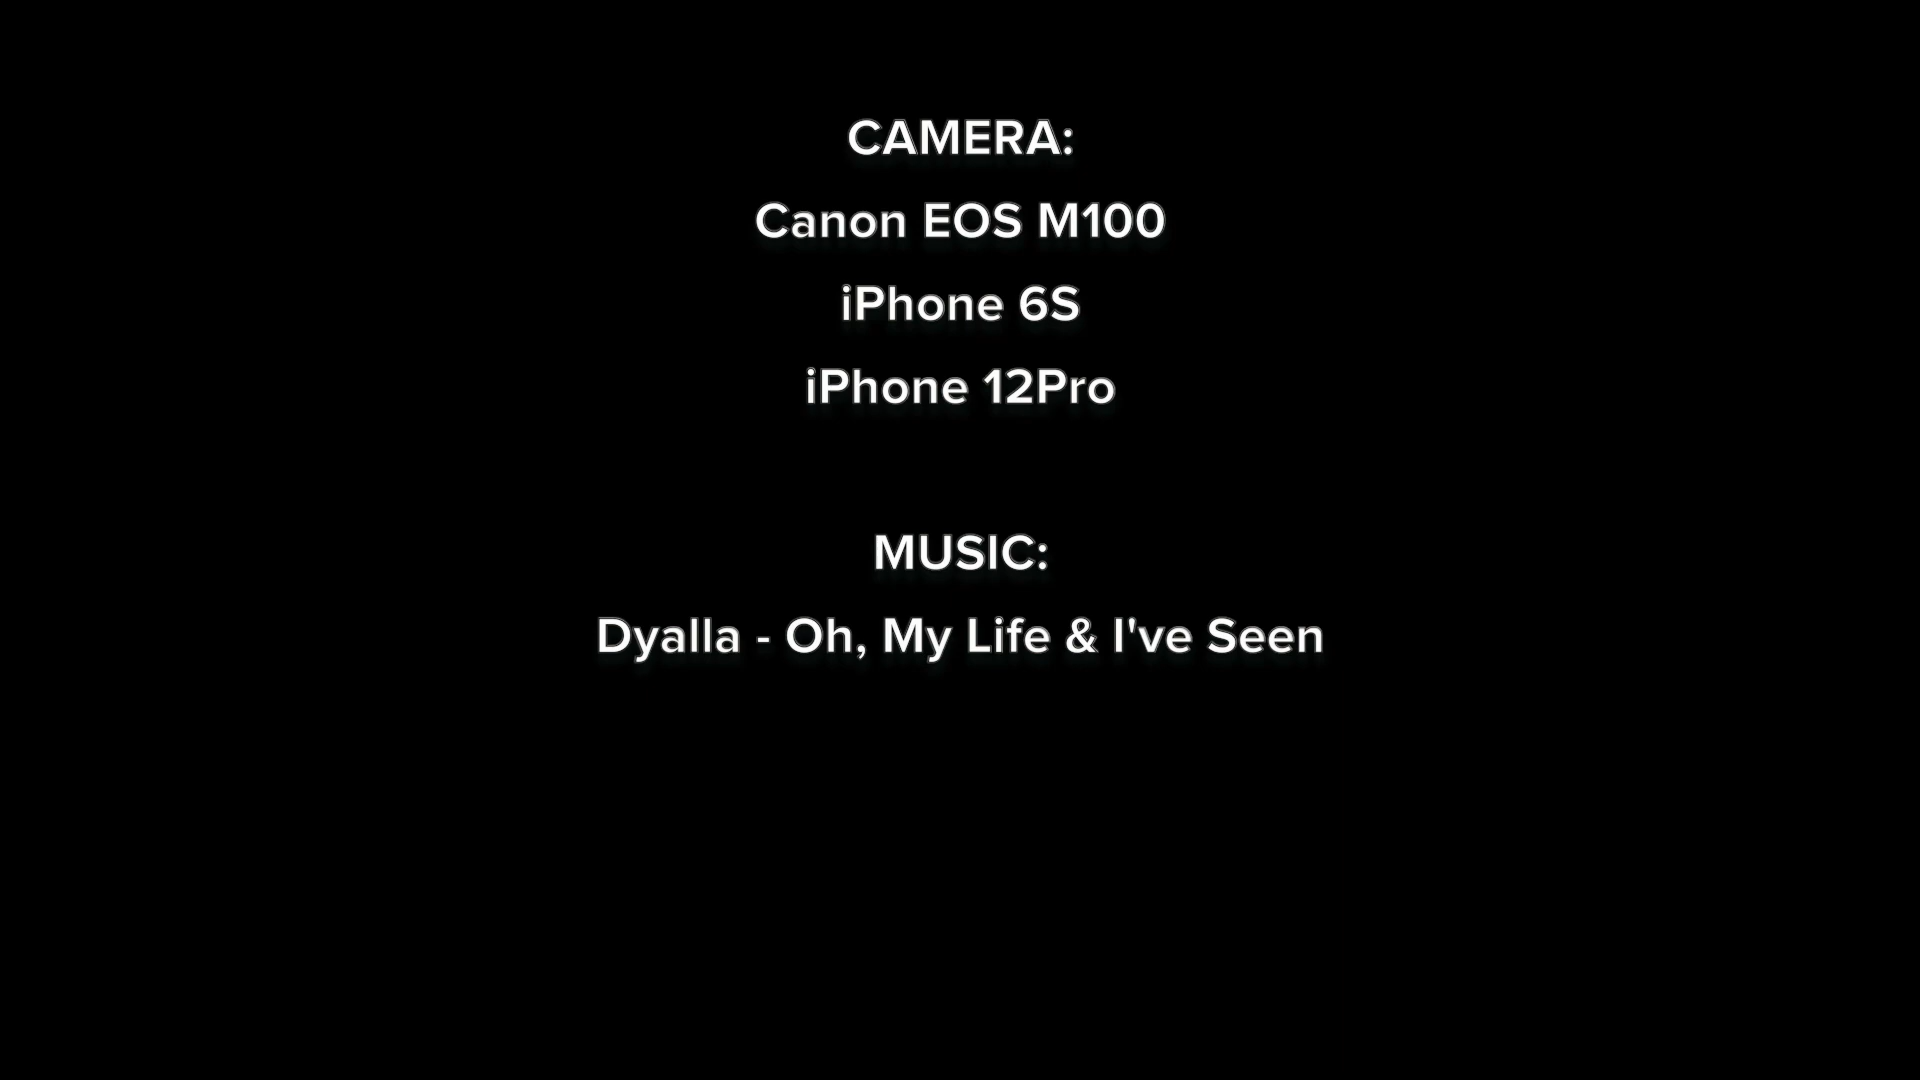 CAMERA:
Canon EOS M100
iPhone 6S
iPhone 12Pro
MUSIC:
Dyalla - Oh, My Life & I've Seen